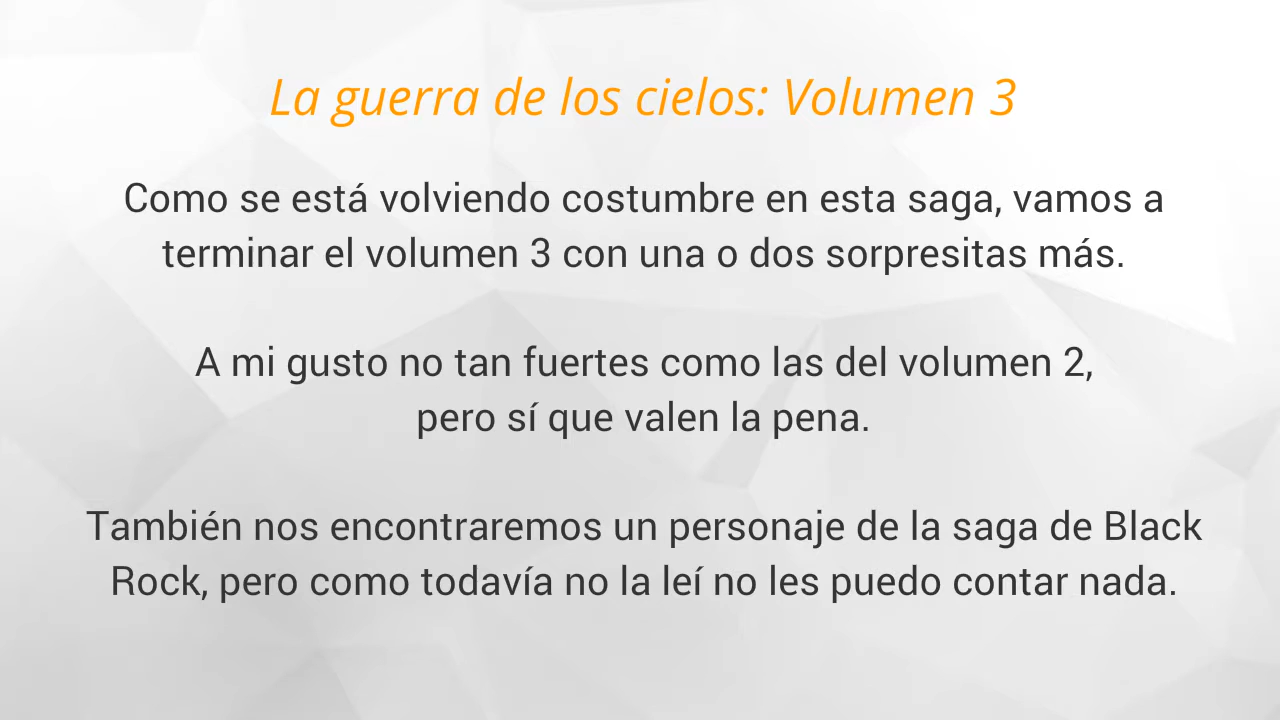 La guerra de los cielos: Volumen 3
Como se está volviendo costumbre en esta saga, vamos a
terminar el volumen 3 con una o dos sorpresitas más.
A mi gusto no tan fuertes como las del volumen 2,
pero sí que valen la pena.
También nos encontraremos un personaje de la saga de Black
Rock, pero como todavía no la leí no les puedo contar nada.